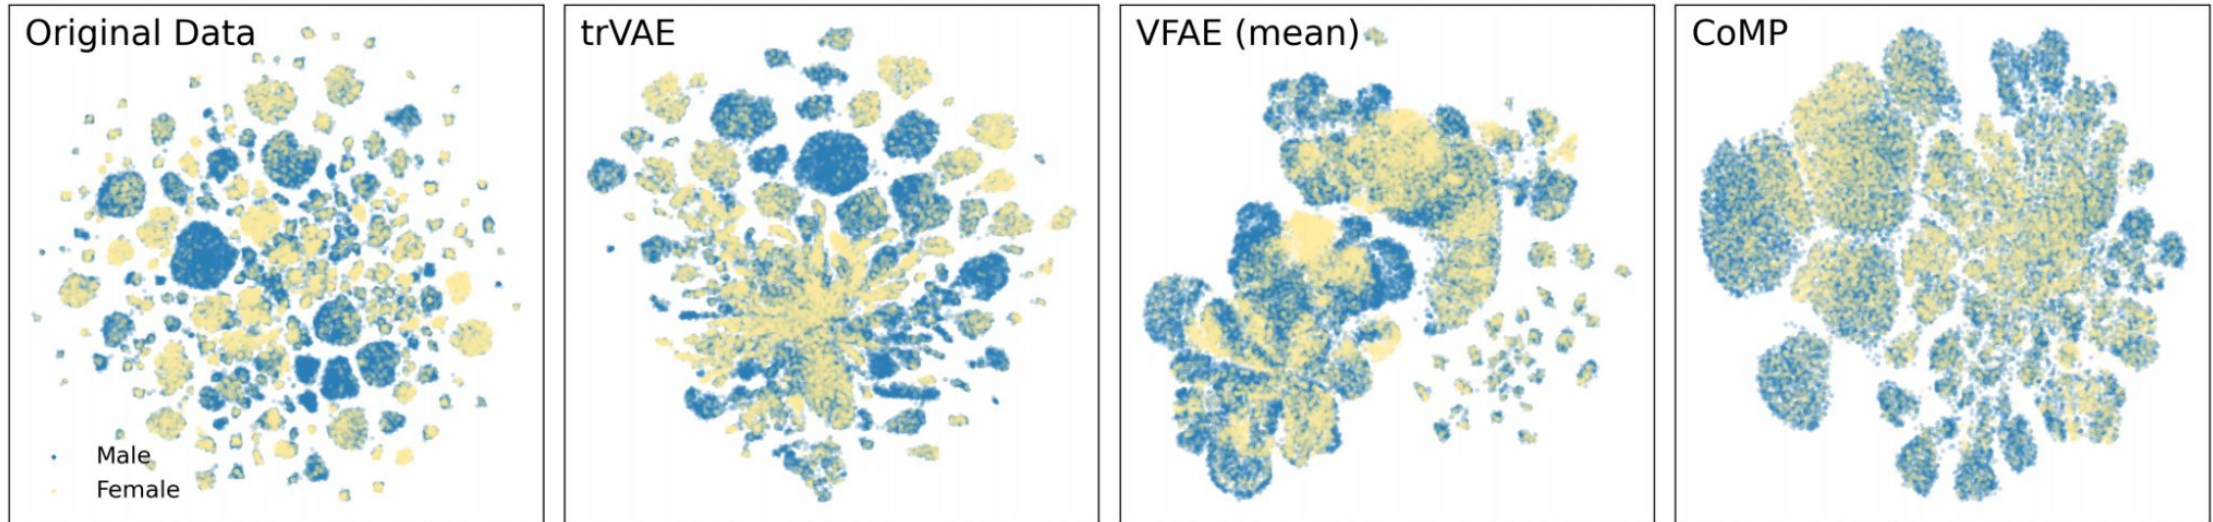 Original Data
Male
Female
trVAE
VFAE (mean)
CoMP